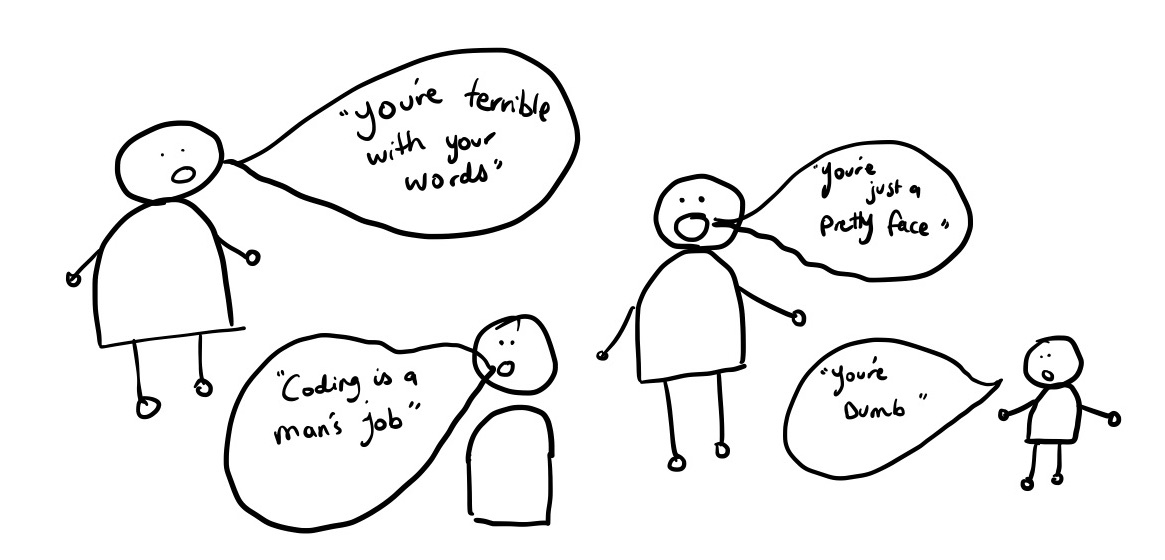 "You're terrible
with your
words"
"You're
just a
pretty face"
"Coding is a
man's job"
"You're
Dumb"